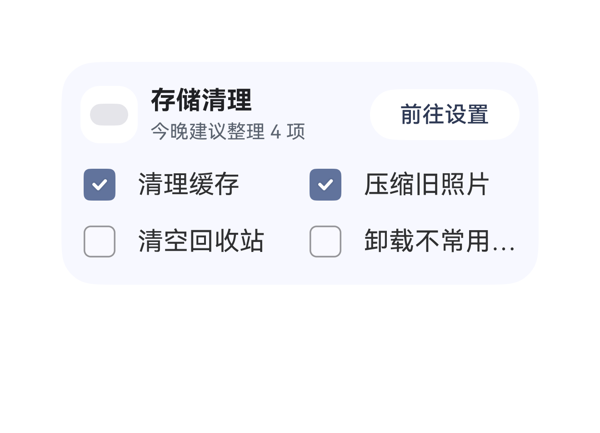 存储清理
今晚建议整理 4 项
前往设置
清理缓存
压缩旧照片
清空回收站
卸载不常用...